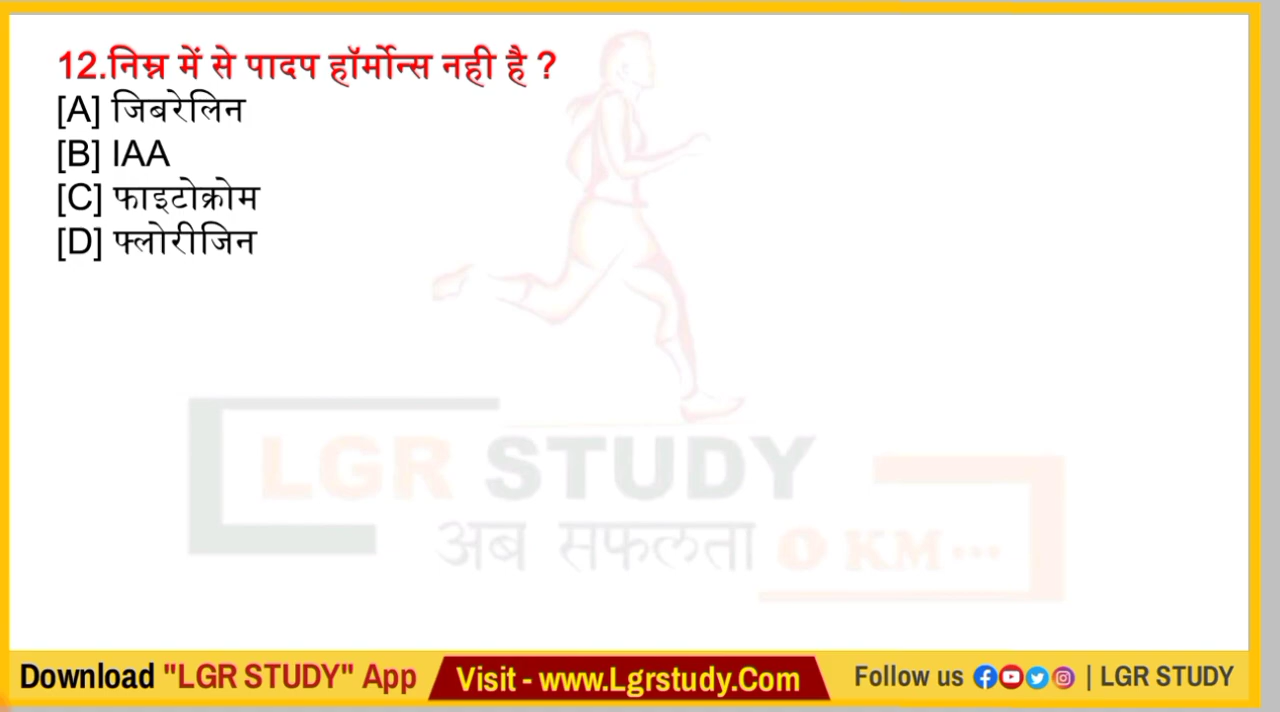 12.निम्न में से पादप हॉर्मोन्स नही है ?
[A] जिबरेलिन
[B] IAA
[C] फाइटोक्रोम
[D] फ्लोरीजिन
LGR STUDY
अब सफलता 0 KM...
Download "LGR STUDY" App
Visit - www.Lgrstudy.Com
Follow us | LGR STUDY